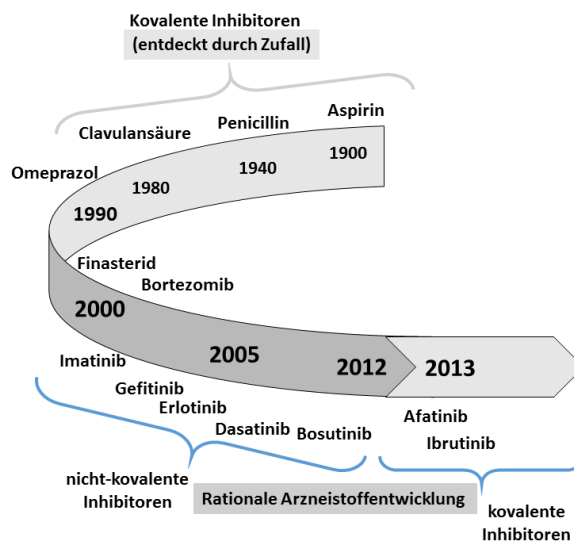 Kovalente Inhibitoren
(entdeckt durch Zufall)
Aspirin
Penicillin
Clavulansäure
Omeprazol
1900
1940
1980
1990
Finasterid
Bortezomib
2000
2005
2012
2013
Imatinib
Gefitinib
Erlotinib
Dasatinib
Bosutinib
Afatinib
Ibrutinib
nicht-kovalente
Inhibitoren
Rationale Arzneistoffentwicklung
kovalente
Inhibitoren